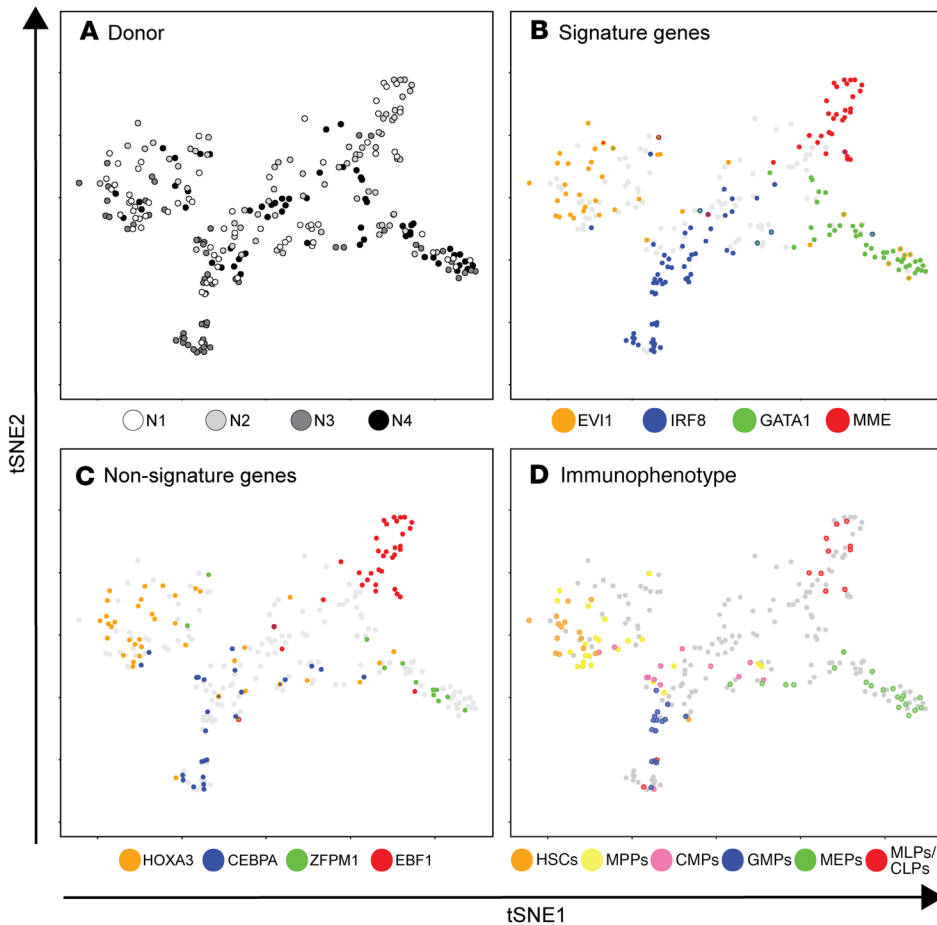 A Donor
B Signature genes
N1 N2 N3 N4
EVI1 IRF8 GATA1 MME
C Non-signature genes
D Immunophenotype
HOXA3 CEBPA ZFPM1 EBF1
HSCs MPPs CMPs GMPs MEPs MLPs/
CLPs
tSNE2
tSNE1